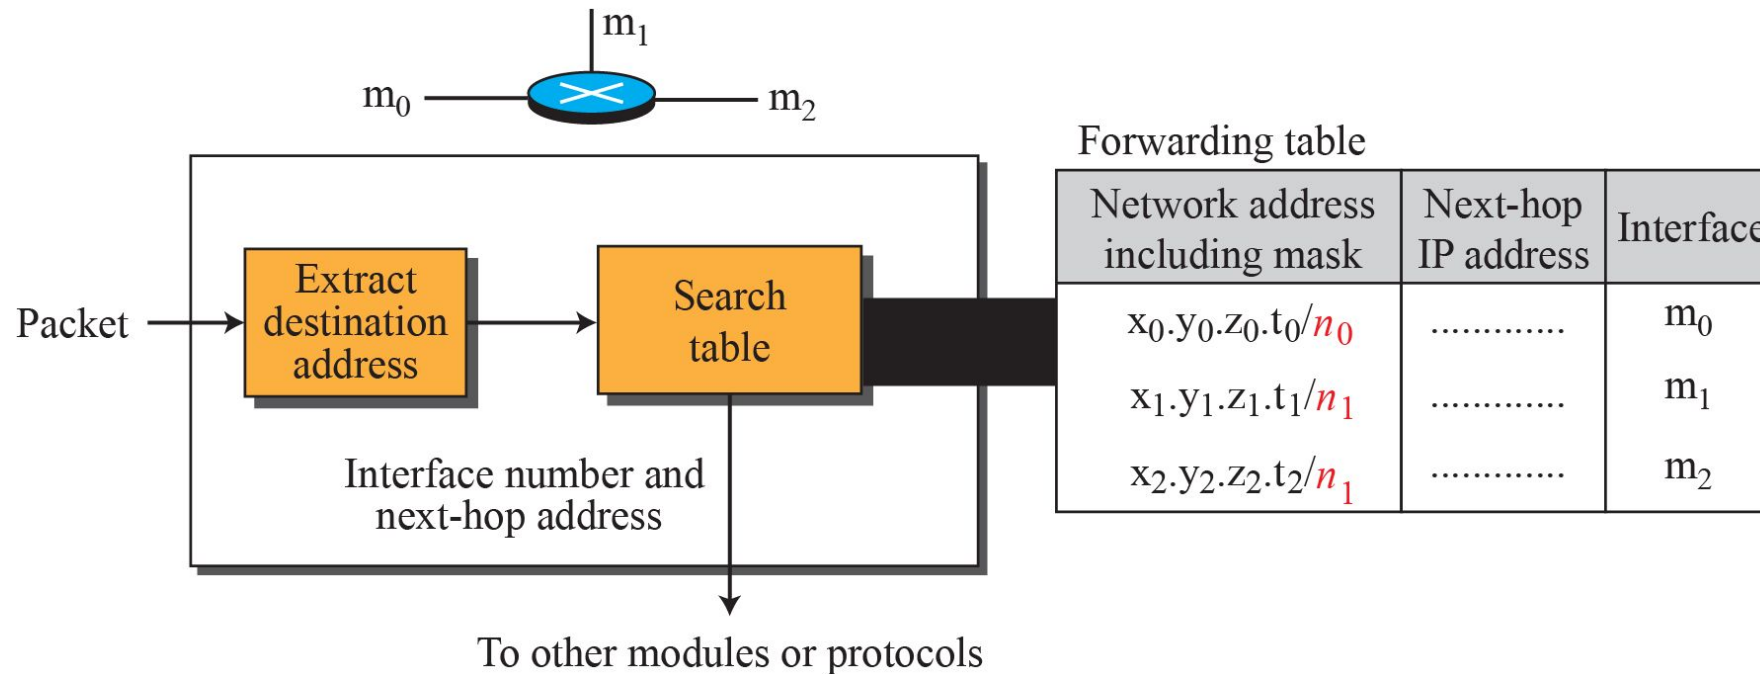 m₁
m₀
m₂
Forwarding table
Network address
including mask
Next-hop
IP address
Interface
Packet
Extract
destination
address
Search
table
x₀.y₀.z₀.t₀/n₀
.............
m₀
x₁.y₁.z₁.t₁/n₁
.............
m₁
x₂.y₂.z₂.t₂/n₁
.............
m₂
Interface number and
next-hop address
To other modules or protocols